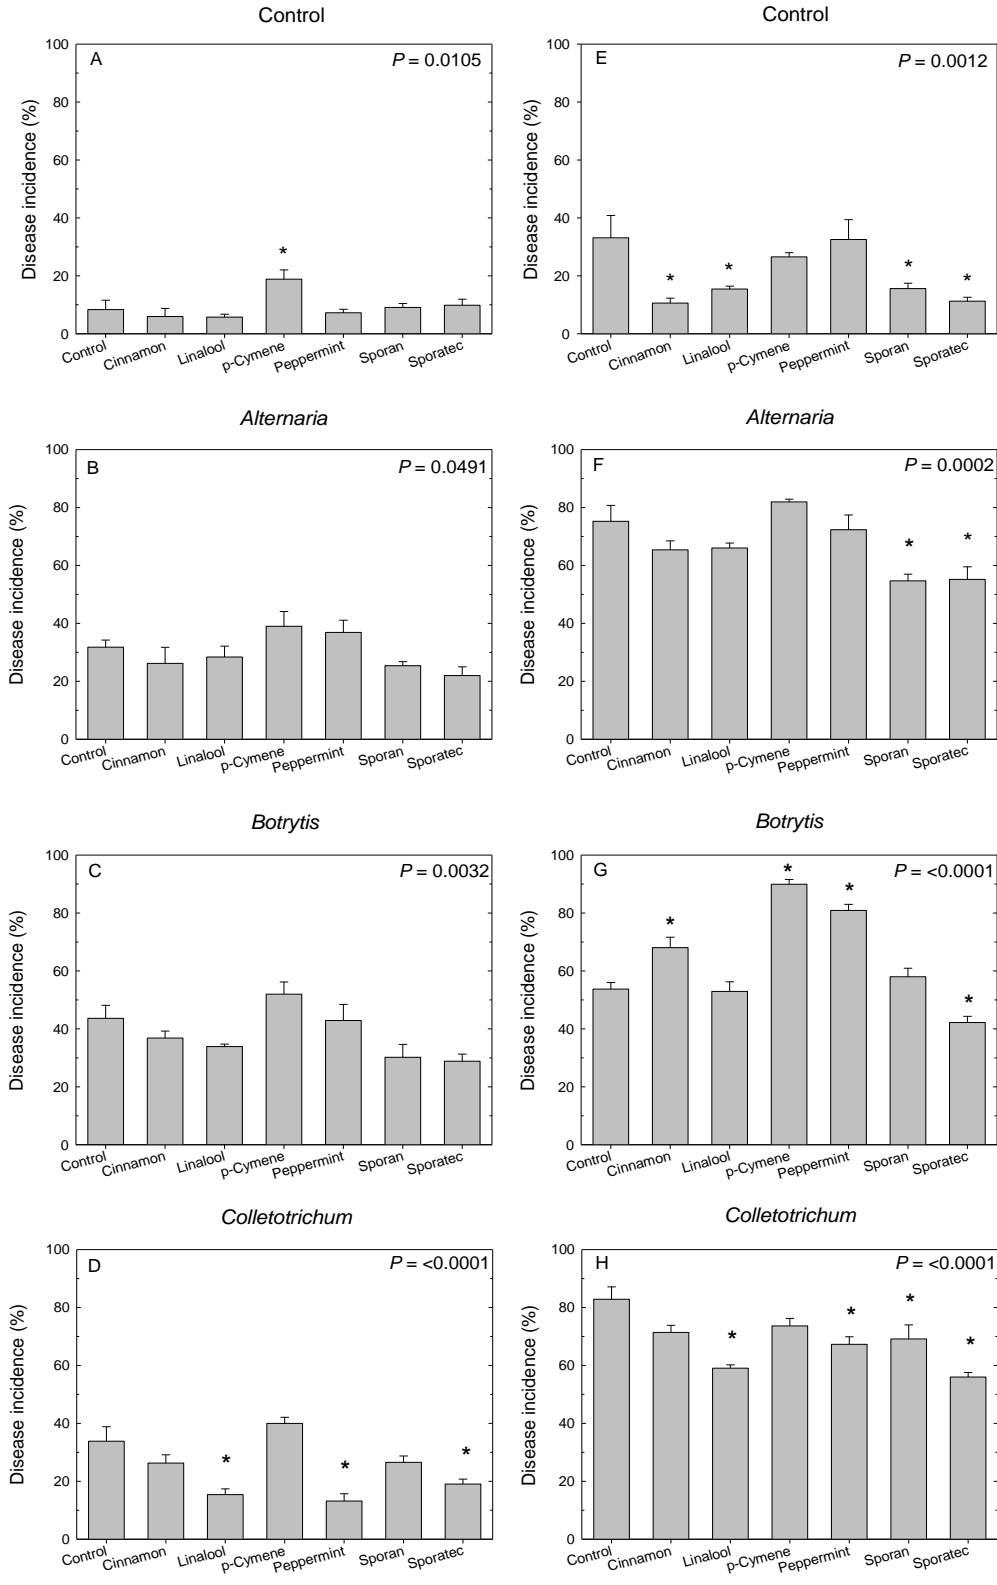 Control
A
P = 0.0105
Disease incidence (%)
100
80
60
40
20
0
*
Control
Cinnamon
Linalool
p-Cymene
Peppermint
Sporan
Sporatec
Control
E
P = 0.0012
Disease incidence (%)
100
80
60
40
20
0
* * * *
Control
Cinnamon
Linalool
p-Cymene
Peppermint
Sporan
Sporatec
Alternaria
B
P = 0.0491
Disease incidence (%)
100
80
60
40
20
0
Control
Cinnamon
Linalool
p-Cymene
Peppermint
Sporan
Sporatec
Alternaria
F
P = 0.0002
Disease incidence (%)
100
80
60
40
20
0
* *
Control
Cinnamon
Linalool
p-Cymene
Peppermint
Sporan
Sporatec
Botrytis
C
P = 0.0032
Disease incidence (%)
100
80
60
40
20
0
Control
Cinnamon
Linalool
p-Cymene
Peppermint
Sporan
Sporatec
Botrytis
G
P = <0.0001
Disease incidence (%)
100
80
60
40
20
0
* * * *
Control
Cinnamon
Linalool
p-Cymene
Peppermint
Sporan
Sporatec
Colletotrichum
D
P = <0.0001
Disease incidence (%)
100
80
60
40
20
0
* * *
Control
Cinnamon
Linalool
p-Cymene
Peppermint
Sporan
Sporatec
Colletotrichum
H
P = <0.0001
Disease incidence (%)
100
80
60
40
20
0
* * * *
Control
Cinnamon
Linalool
p-Cymene
Peppermint
Sporan
Sporatec